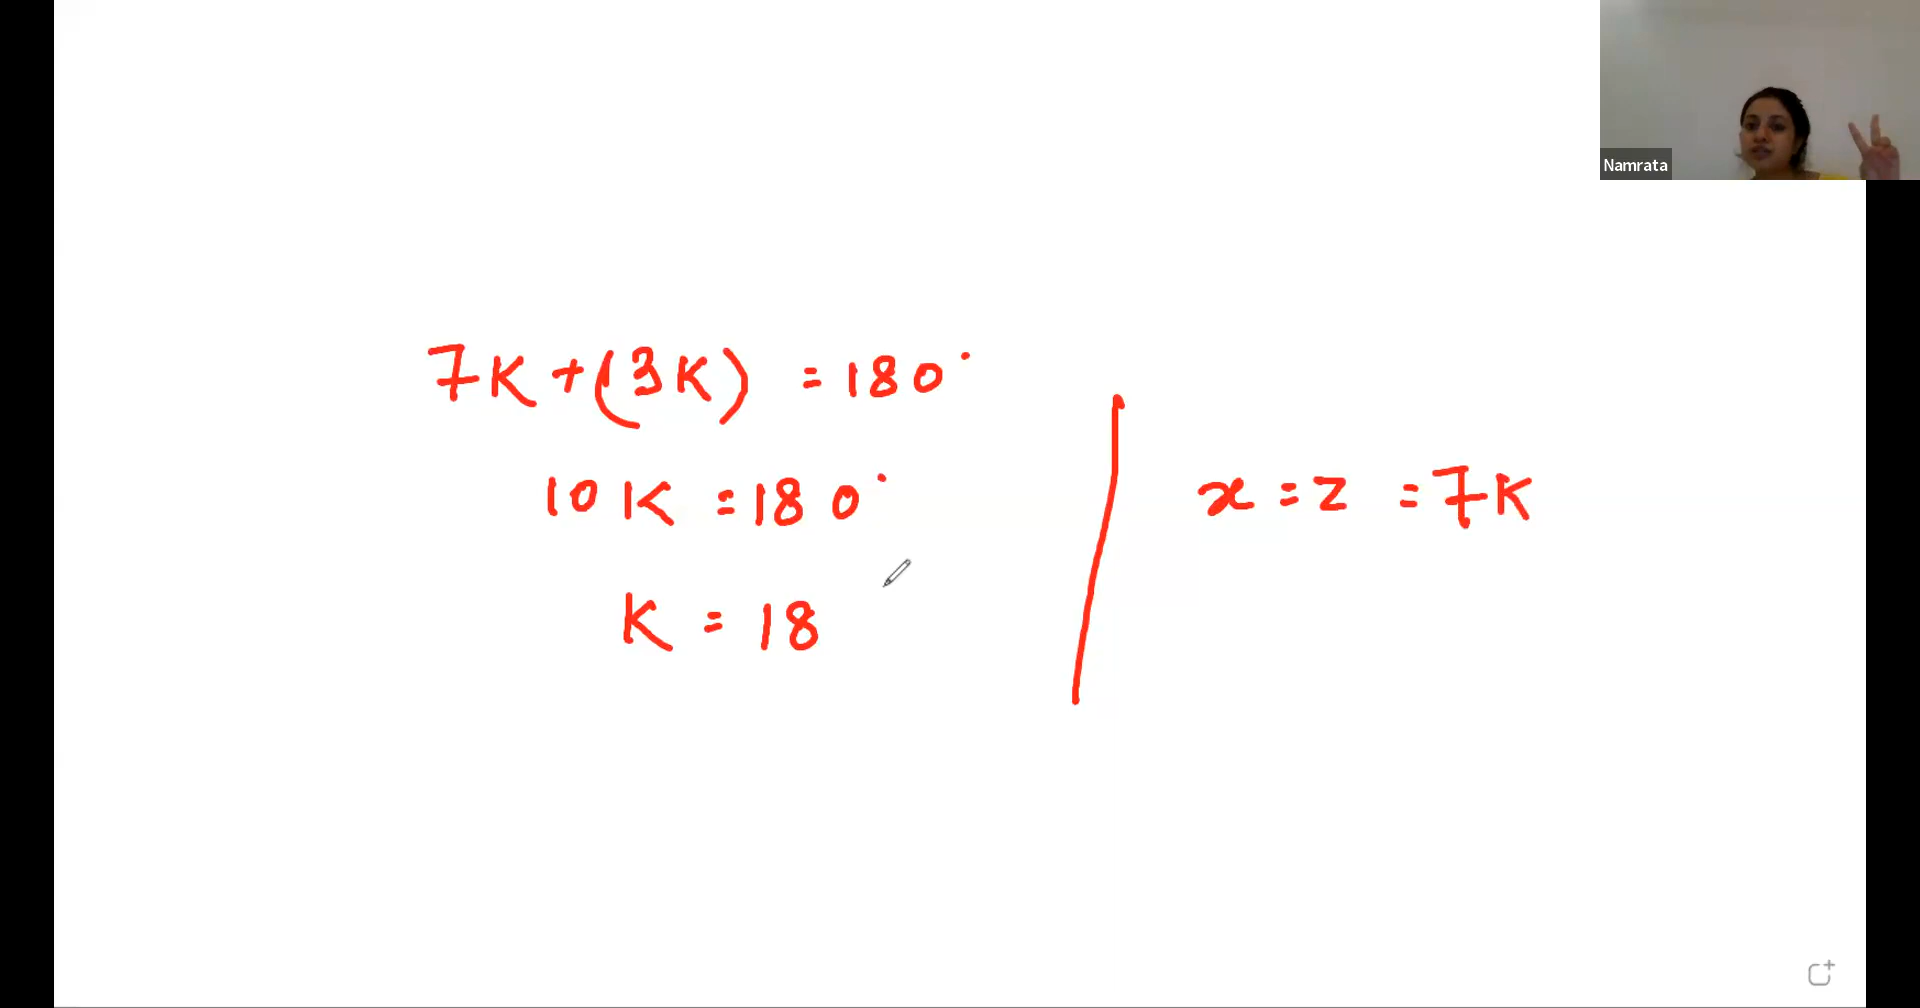 Namrata
7K+(3K) =180°
10K =180°
K = 18
x = z = 7K